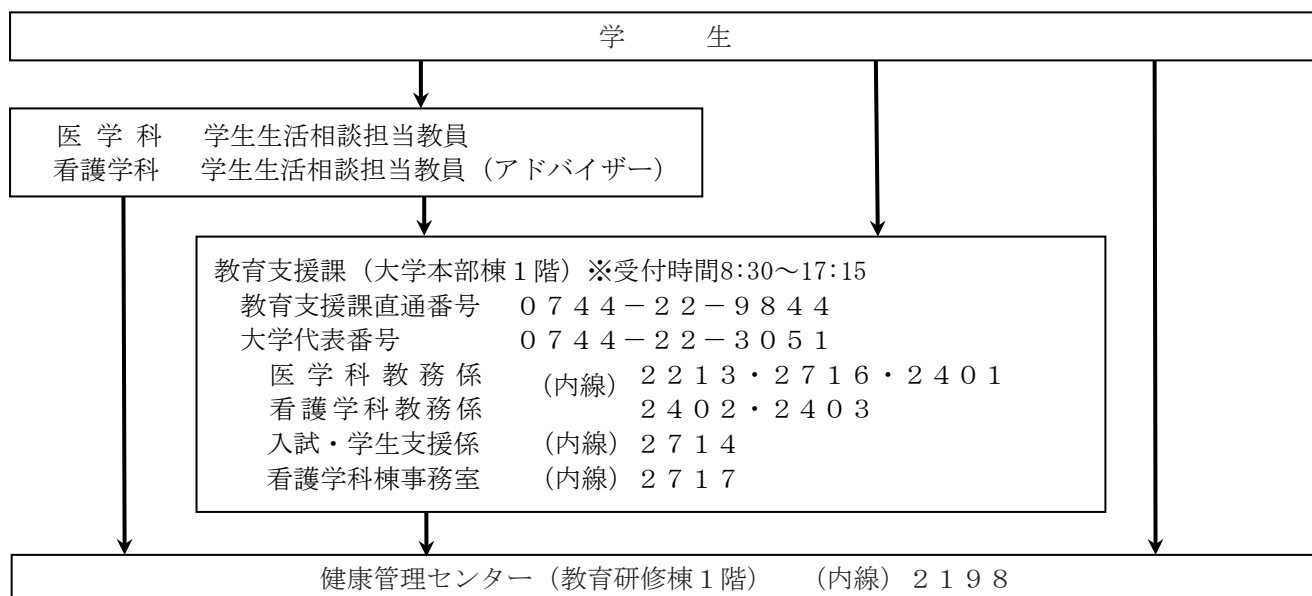 学 生
医 学 科 学生生活相談担当教員
看護学科 学生生活相談担当教員（アドバイザー）
教育支援課（大学本部棟１階）※受付時間8:30～17:15
教育支援課直通番号 ０７４４－２２－９８４４
大学代表番号 ０７４４－２２－３０５１
医 学 科 教 務 係 （内線）２２１３・２７１６・２４０１
看護学科教務係 ２４０２・２４０３
入試・学生支援係 （内線）２７１４
看護学科棟事務室 （内線）２７１７
健康管理センター（教育研修棟１階） （内線）２１９８